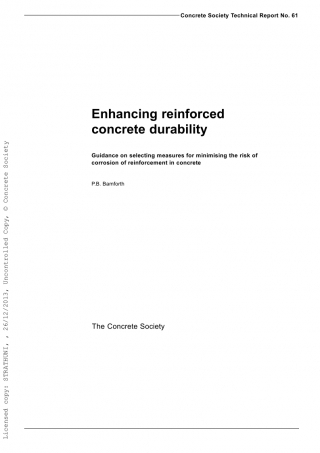 Concrete Society Technical Report No. 61
Enhancing reinforced
concrete durability
Guidance on selecting measures for minimising the risk of
corrosion of reinforcement in concrete
P.B. Bamforth
The Concrete Society
Licensed copy: STRATHUNI, , 26/12/2013, Uncontrolled Copy, © Concrete Society